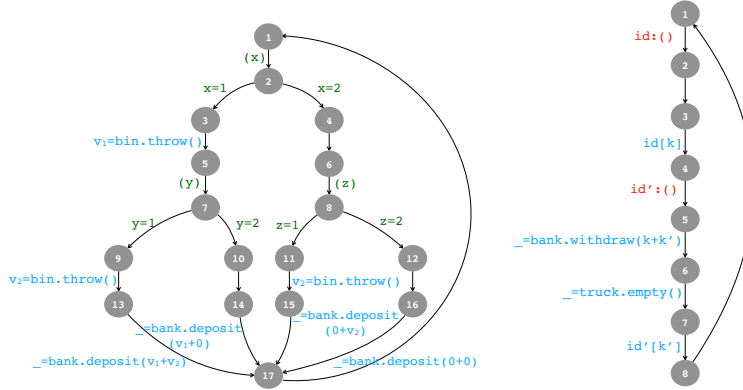 1
(x)
2
x=1
x=2
3
4
v₁=bin.throw()
5
6
(y)
(z)
7
8
y=1
y=2
z=1
z=2
9
10
11
12
v₂=bin.throw()
v₂=bin.throw()
13
14
15
16
_=bank.deposit
(v₁+0)
_=bank.deposit
(0+v₂)
_=bank.deposit(v₁+v₂)
_=bank.deposit(0+0)
17
1
id:()
2
3
id[k]
4
id':()
5
_=bank.withdraw(k+k’)
6
_=truck.empty()
7
id'[k’]
8